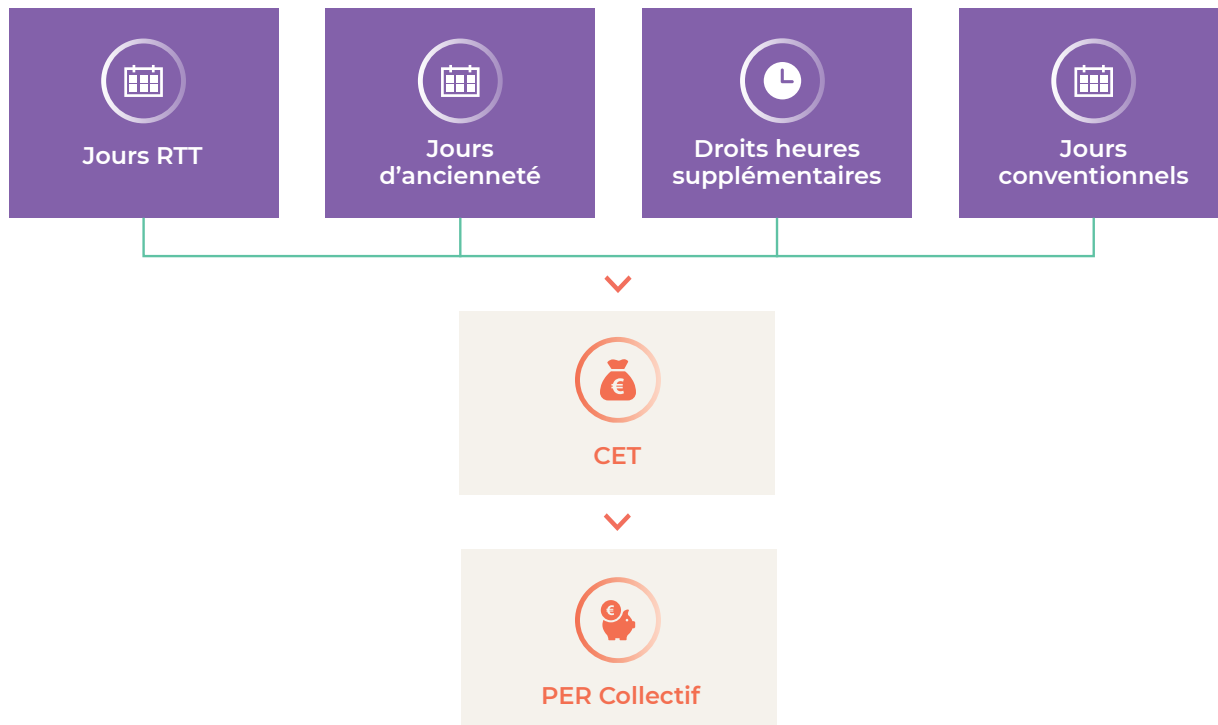 Jours RTT
Jours
d’ancienneté
Droits heures
supplémentaires
Jours
conventionnels
€
CET
€
PER Collectif